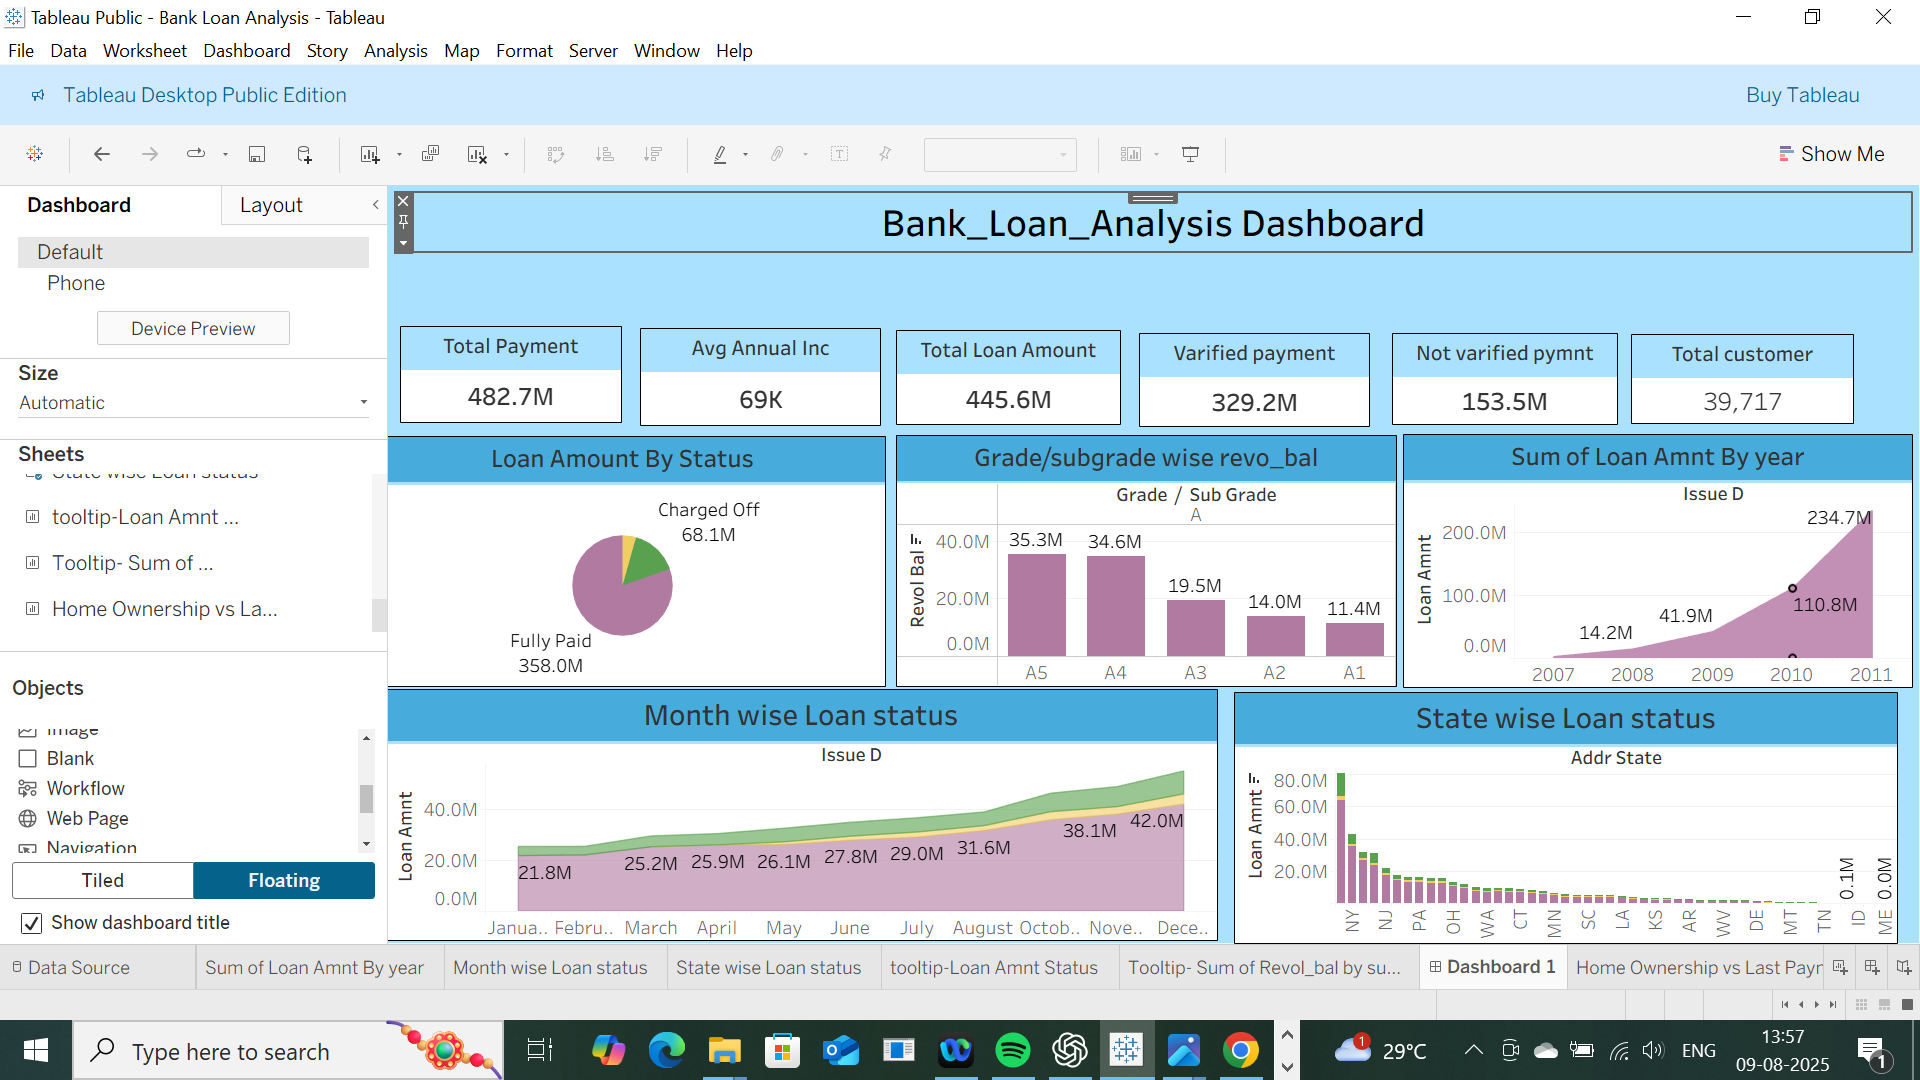 Tableau Public - Bank Loan Analysis - Tableau
File Data Worksheet Dashboard Story Analysis Map Format Server Window Help
Tableau Desktop Public Edition
Buy Tableau
Show Me
Dashboard
Layout
Default
Phone
Device Preview
Size
Automatic
Sheets
State wise Loan status
tooltip-Loan Amnt ...
Tooltip- Sum of ...
Home Ownership vs La...
Objects
Image
Blank
Workflow
Web Page
Navigation
Tiled
Floating
Show dashboard title
Bank_Loan_Analysis Dashboard
Total Payment
482.7M
Avg Annual Inc
69K
Total Loan Amount
445.6M
Varified payment
329.2M
Not varified pymnt
153.5M
Total customer
39,717
Loan Amount By Status
Charged Off
68.1M
Fully Paid
358.0M
Grade/subgrade wise revo_bal
Grade / Sub Grade
A
Revol Bal
40.0M
20.0M
0.0M
35.3M
34.6M
19.5M
14.0M
11.4M
A5 A4 A3 A2 A1
Sum of Loan Amnt By year
Issue D
Loan Amnt
200.0M
100.0M
0.0M
14.2M
41.9M
110.8M
234.7M
2007 2008 2009 2010 2011
Month wise Loan status
Issue D
Loan Amnt
40.0M
20.0M
0.0M
21.8M
25.2M
25.9M
26.1M
27.8M
29.0M
31.6M
38.1M
42.0M
Janua.. Febru.. March April May June July August Octob.. Nove.. Dece..
State wise Loan status
Addr State
Loan Amnt
80.0M
60.0M
40.0M
20.0M
0.1M
0.0M
NY NJ PA OH WA CT MN SC LA KS AR WV DE MT TN ID ME
Data Source
Sum of Loan Amnt By year
Month wise Loan status
State wise Loan status
tooltip-Loan Amnt Status
Tooltip- Sum of Revol_bal by su...
Dashboard 1
Home Ownership vs Last Payr
Type here to search
1
29°C
ENG
13:57
09-08-2025
1